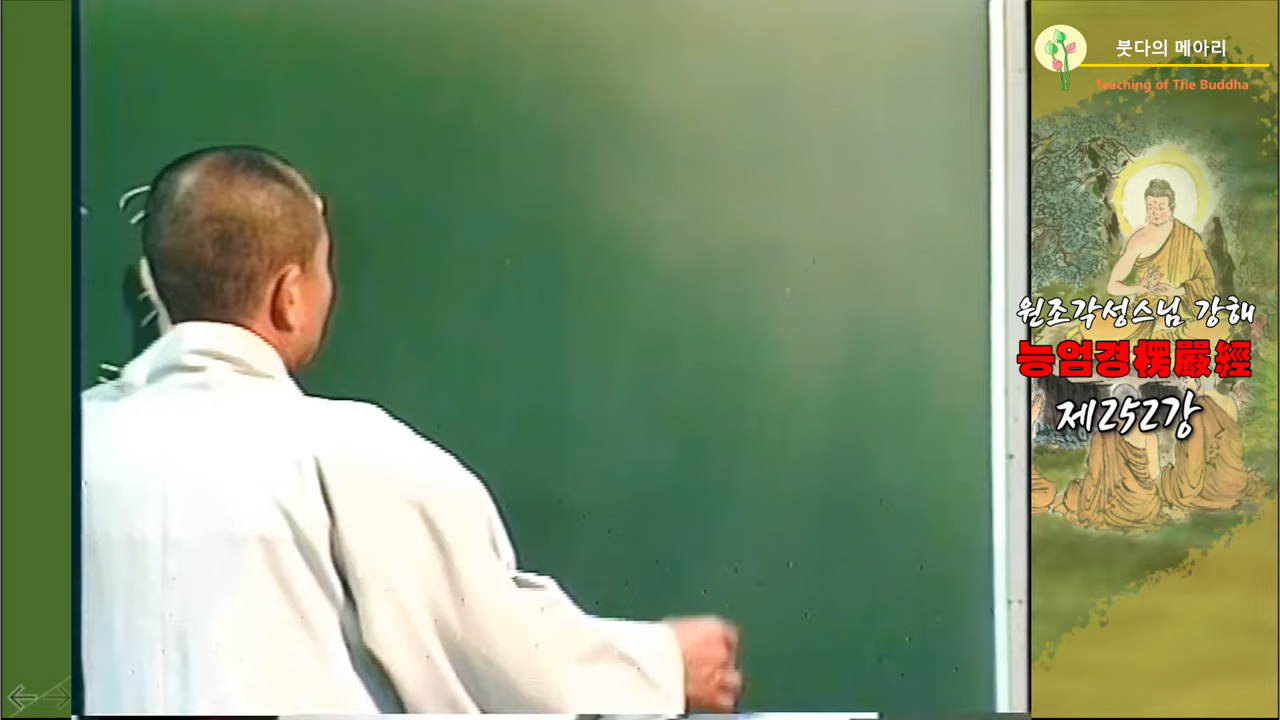 붓다의 메아리
Teaching of The Buddha
원조각성스님 강해
능엄경楞嚴經
제252강